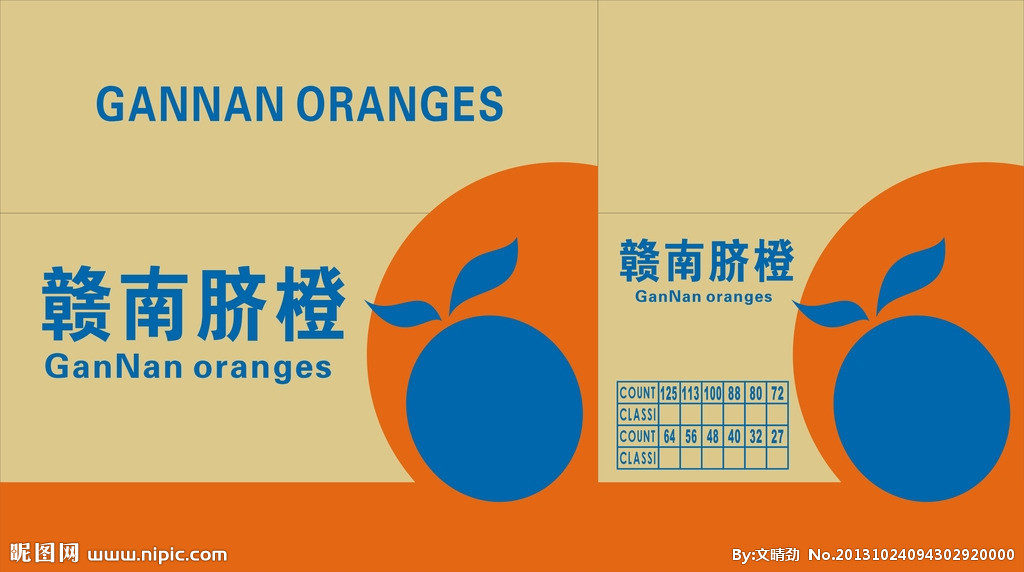 GANNAN ORANGES
赣南脐橙
GanNan oranges
赣南脐橙
GanNan oranges
COUNT 125 113 100 88 80 72
CLASSI
COUNT 64 56 48 40 32 27
CLASSI
昵图网 www.nipic.com
By:文晴劲 No.20131024094302920000